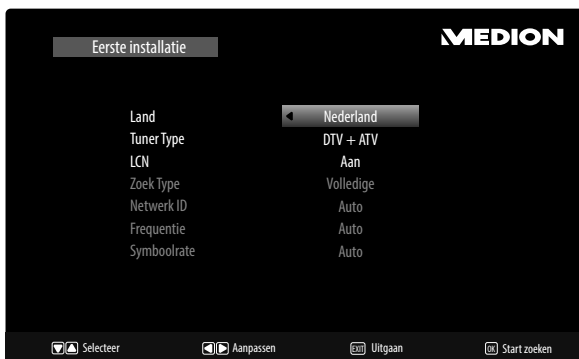 Eerste installatie
MEDION
Land Nederland
Tuner Type DTV + ATV
LCN Aan
Zoek Type Volledige
Netwerk ID Auto
Frequentie Auto
Symboolrate Auto
Selecteer Aanpassen EXIT Uitgaan OK Start zoeken